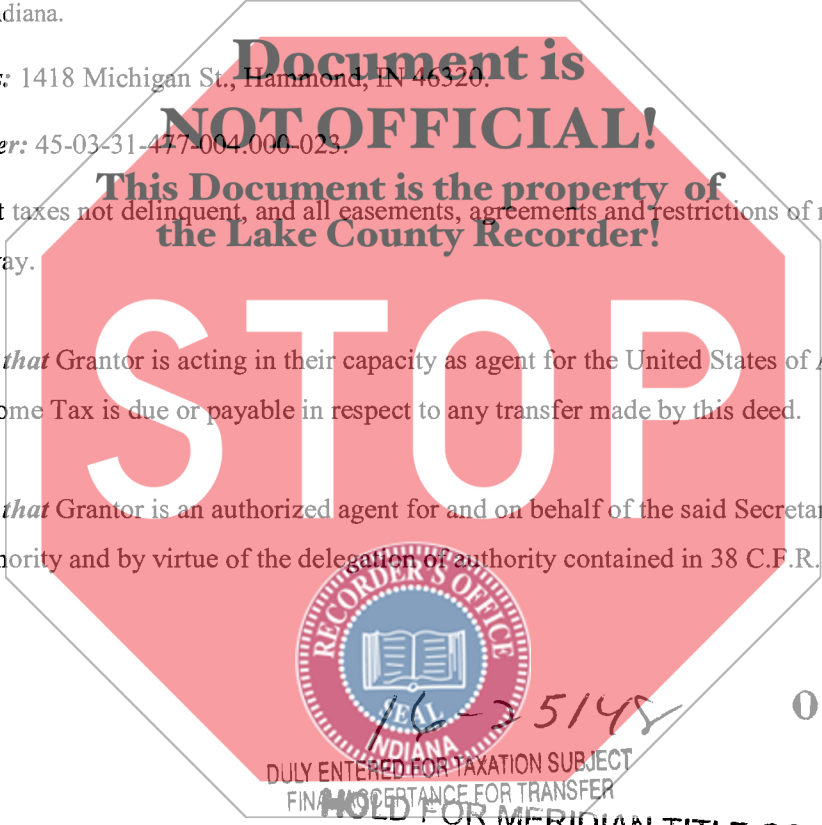 diana.
Document is
: 1418 Michigan St., Hammond, IN 46320.
NOT OFFICIAL!
er: 45-03-31-477-004.000-023.
This Document is the property of
t taxes not delinquent, and all easements, agreements and restrictions of
the Lake County Recorder!
ay.
STOP
that Grantor is acting in their capacity as agent for the United States of
ome Tax is due or payable in respect to any transfer made by this deed.
that Grantor is an authorized agent for and on behalf of the said Secretar
hority and by virtue of the delegation of authority contained in 38 C.F.R.
RECORDER'S OFFICE
SEAL
INDIANA
16-25148
O
DULY ENTERED FOR TAXATION SUBJECT
FINAL ACCEPTANCE FOR TRANSFER
HOLD FOR MERIDIAN TITLE